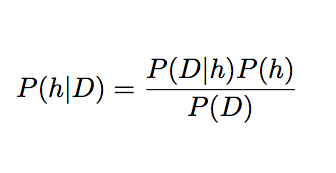 P(h|D) = P(D|h)P(h) / P(D)